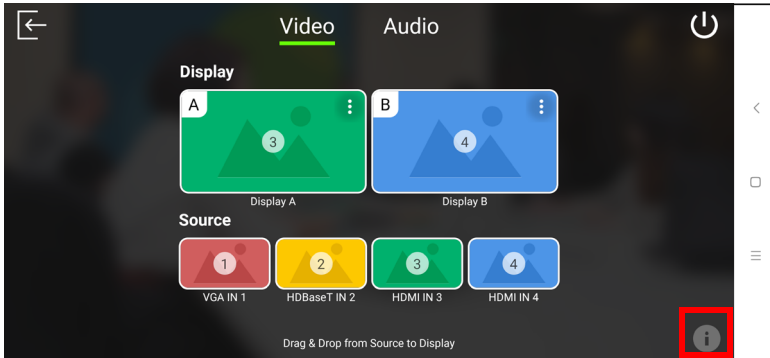 Video Audio
Display
A B
3 4
Display A Display B
Source
1 2 3 4
VGA IN 1 HDBaseT IN 2 HDMI IN 3 HDMI IN 4
Drag & Drop from Source to Display
i